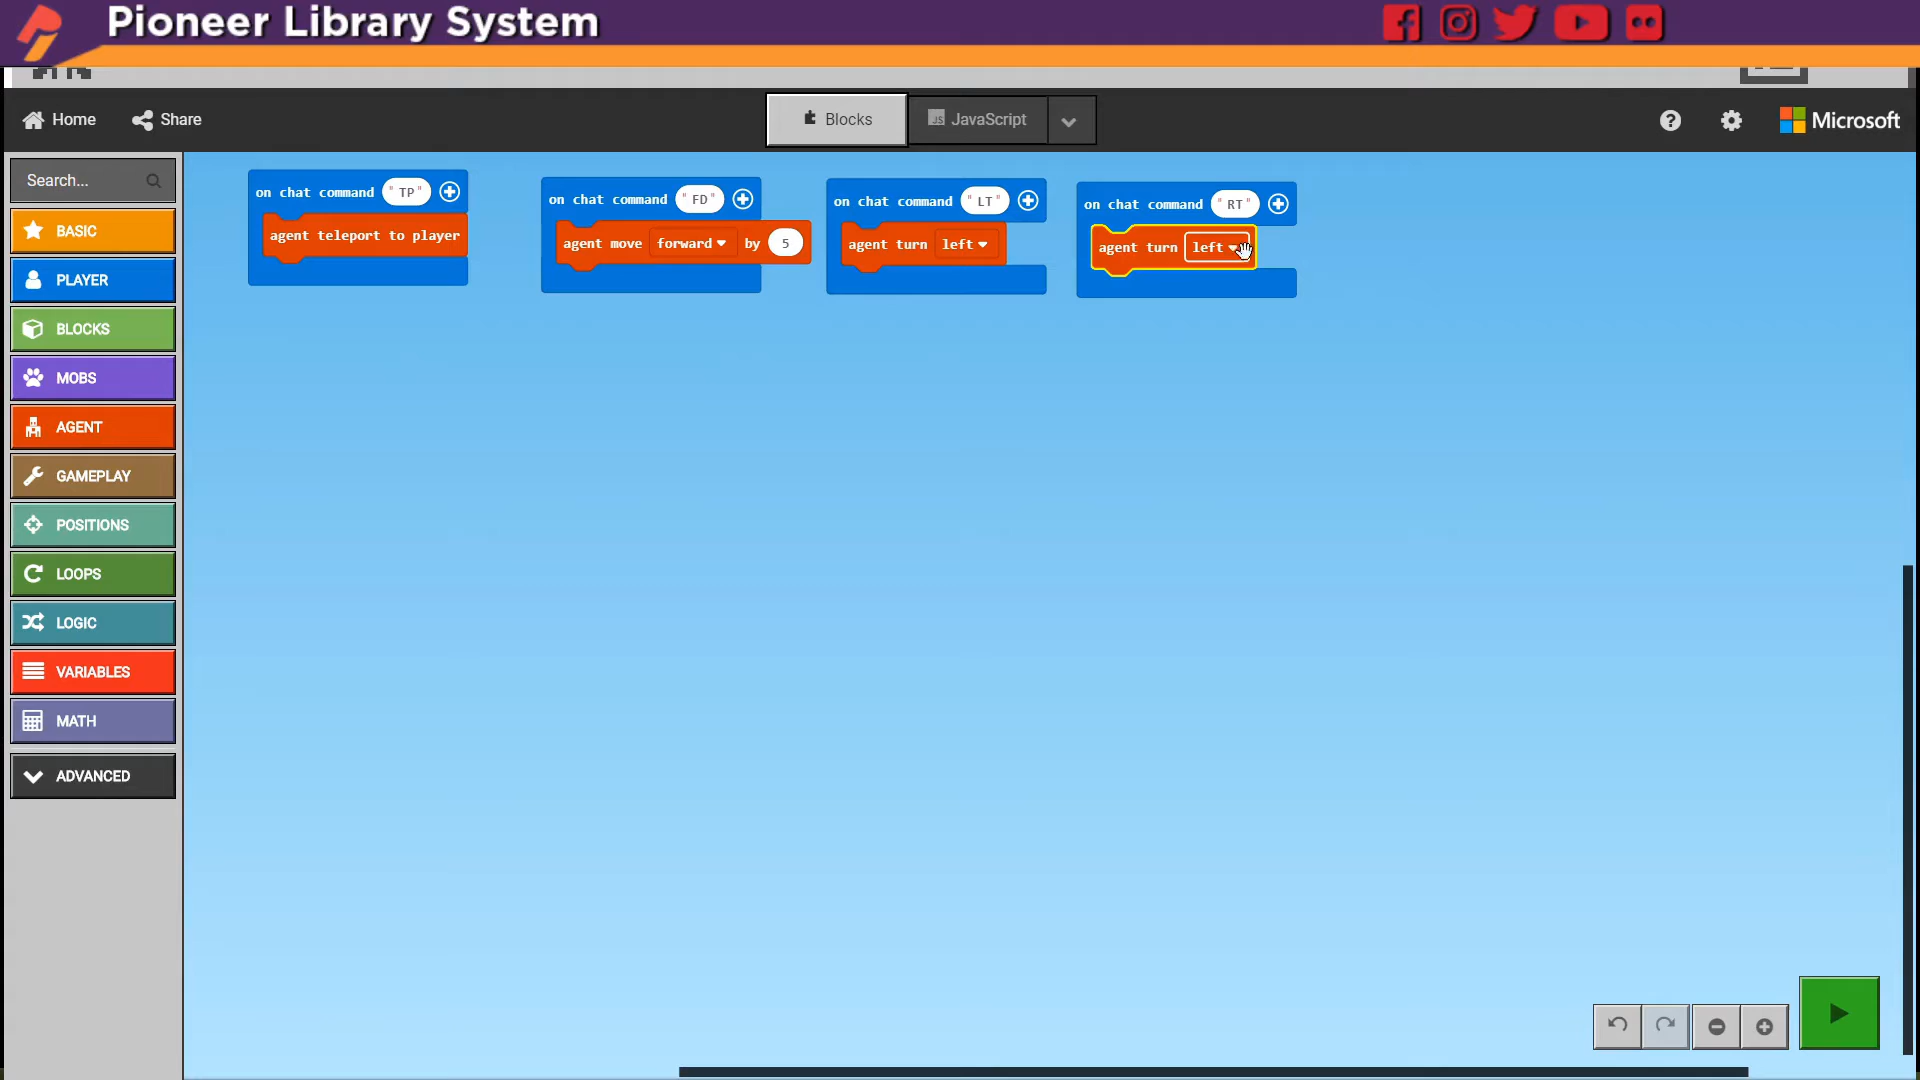 Pioneer Library System
Home
Share
Blocks
JS JavaScript
Microsoft
Search...
BASIC
PLAYER
BLOCKS
MOBS
AGENT
GAMEPLAY
POSITIONS
LOOPS
LOGIC
VARIABLES
MATH
ADVANCED
on chat command "TP"
agent teleport to player
on chat command "FD"
agent move forward by 5
on chat command "LT"
agent turn left
on chat command "RT"
agent turn left